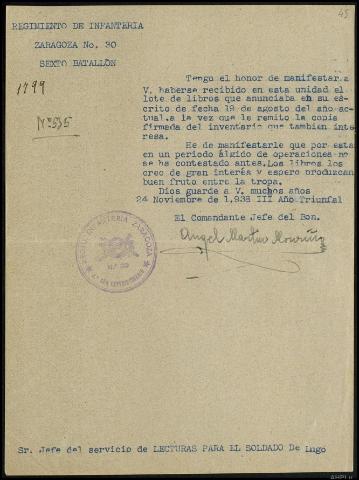 45
REGIMIENTO DE INFANTERIA
ZARAGOZA No. 30
SEXTO BATALLÓN
1799
Nº 535
Tengo el honor de manifestar a
V. haberse recibido en esta unidad el
lote de libros que anunciaba en su es-
crito de fecha 19 de agosto del año ac-
tual.a la vez que le remito la copia
firmada del inventario que tambien inte-
resa.
He de manifestarle que por esta
en un periodo álgido de operaciones no
se ha contestado antes.Los libros los
creo de gran interés y espero produzcan
buen fruto entre la tropa.
Dios guarde a V. muchos años
24 Noviembre de 1.938 III Año Triunfal
El Comandante Jefe del Bon.
Angel Martin
ZARAGOZA
Sr. Jefe del servicio de LECTURAS PARA EL SOLDADO De Lugo